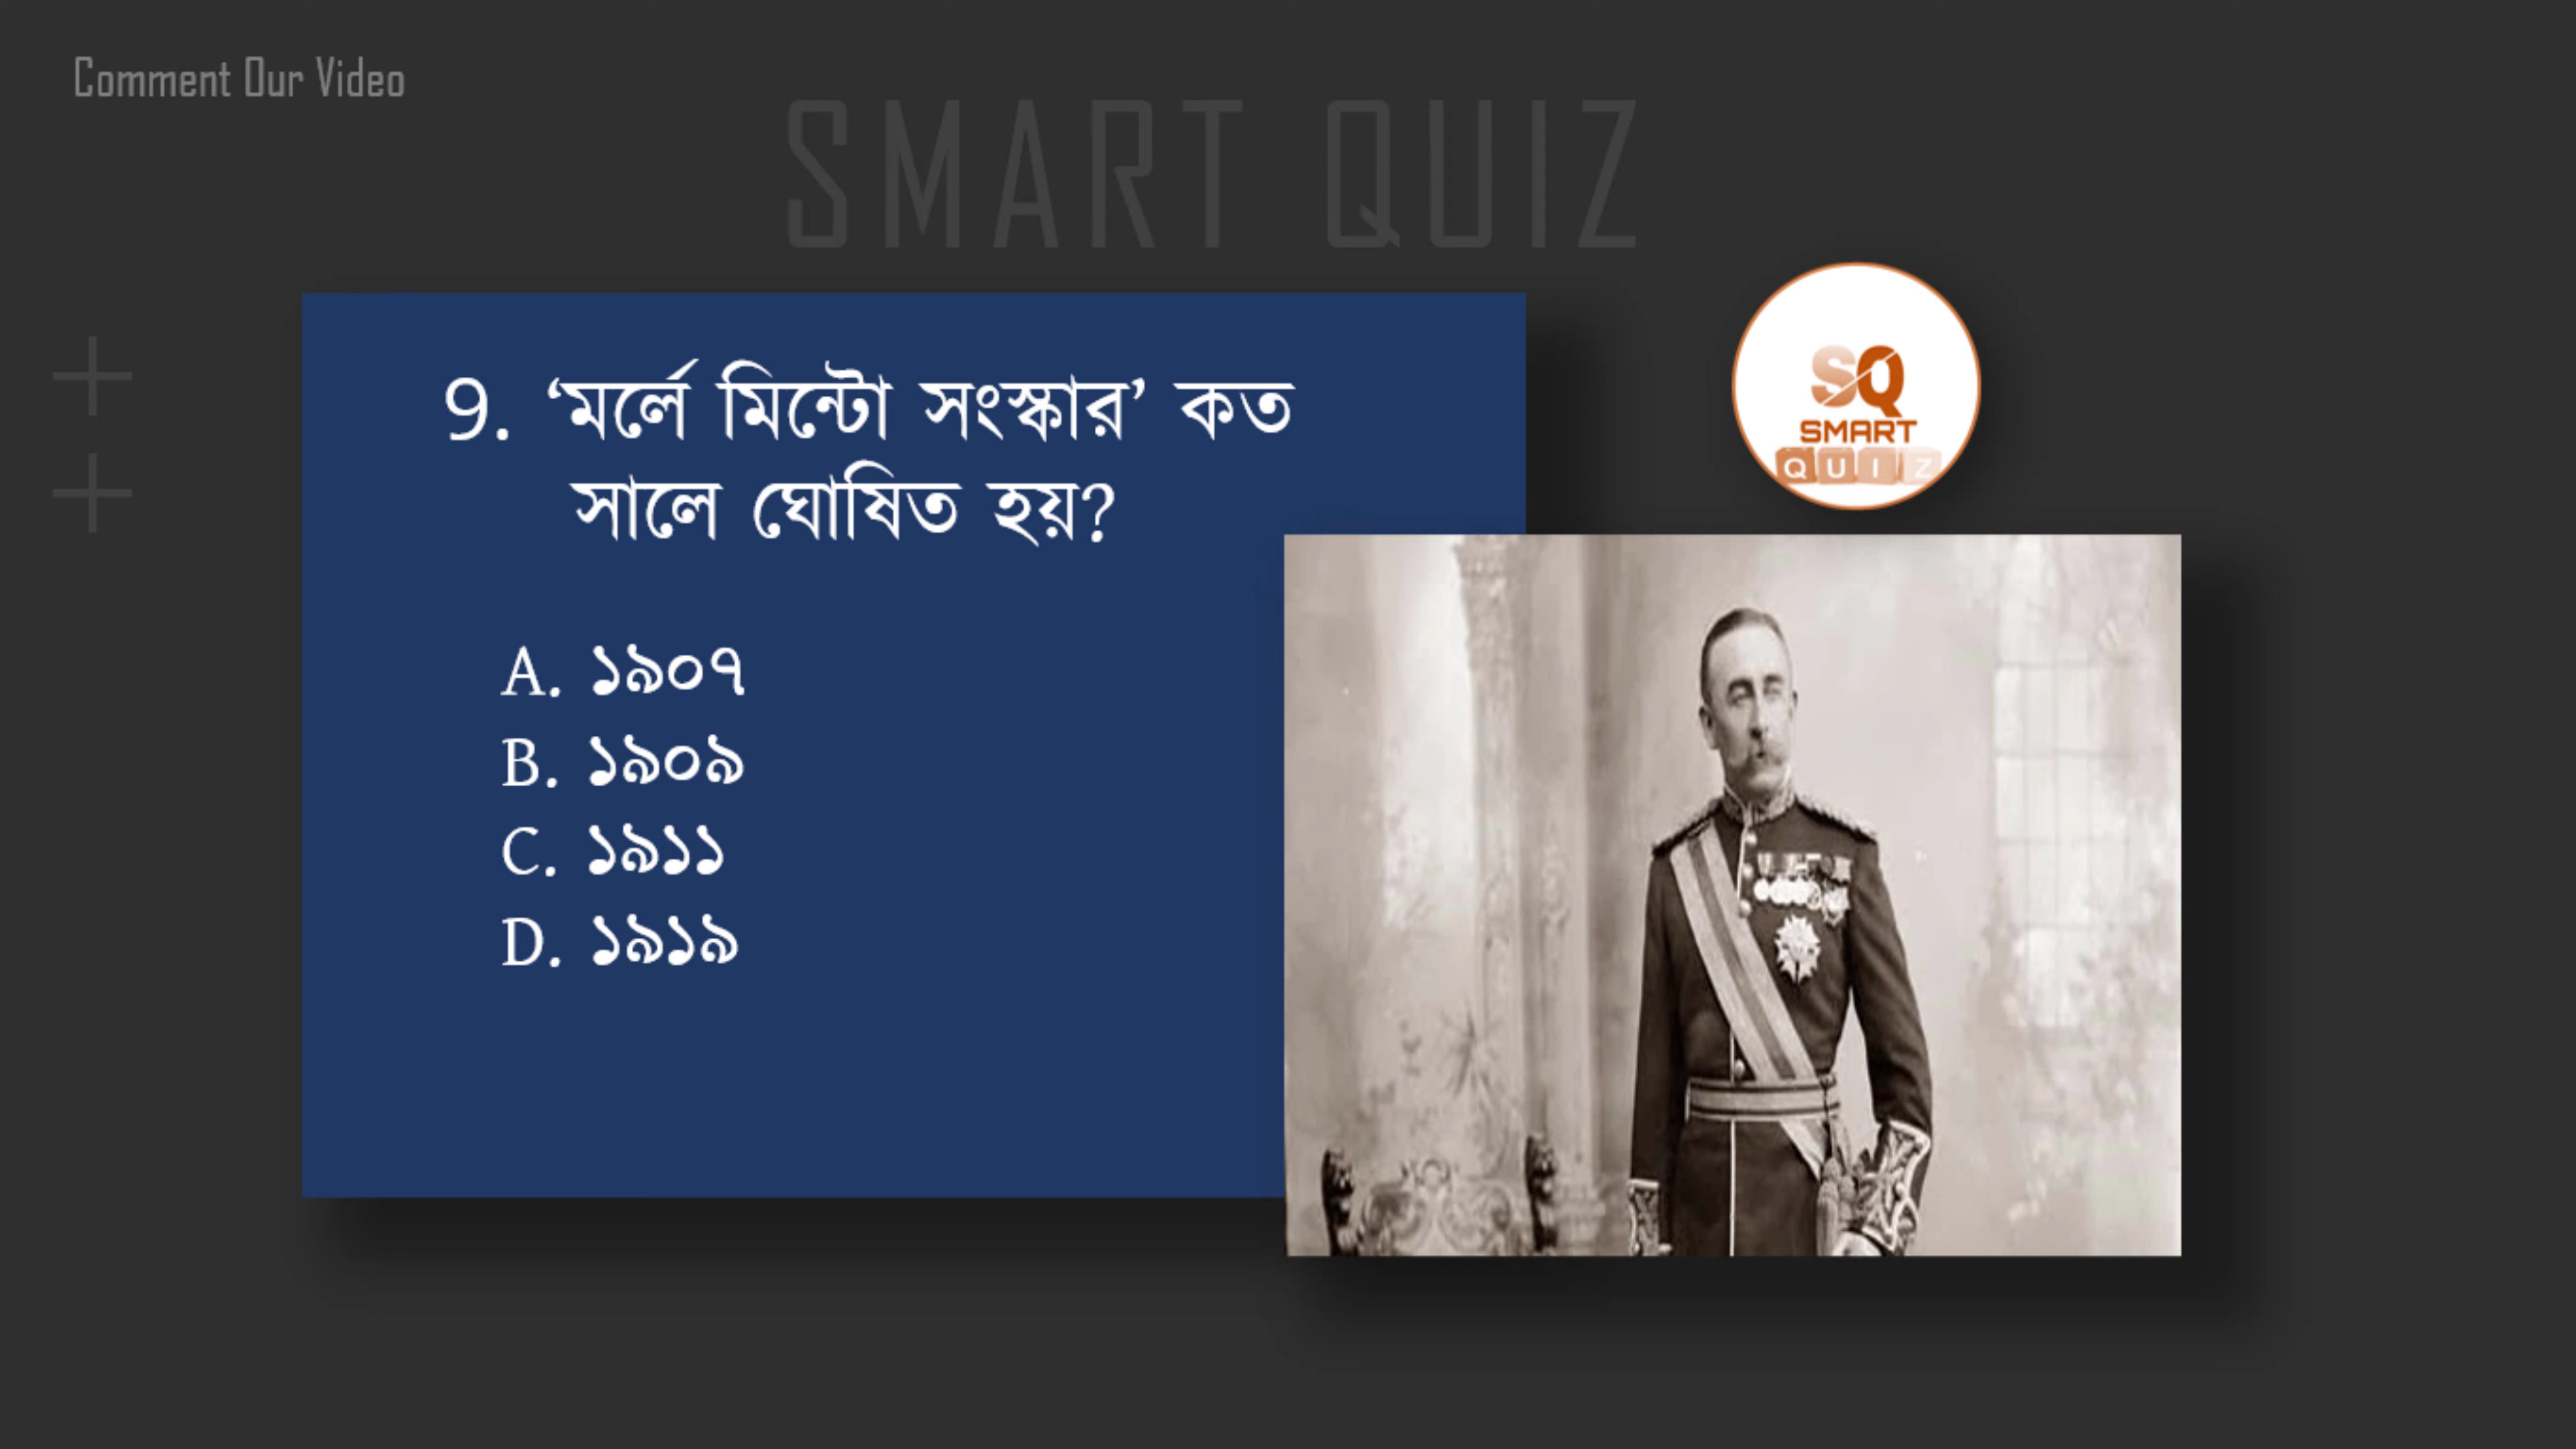 Comment Our Video
SMART QUIZ
SQ
SMART
QUIZ
9. ‘মর্লে মিন্টো সংস্কার’ কত
সালে ঘোষিত হয়?
A. ১৯০৭
B. ১৯০৯
C. ১৯১১
D. ১৯১৯